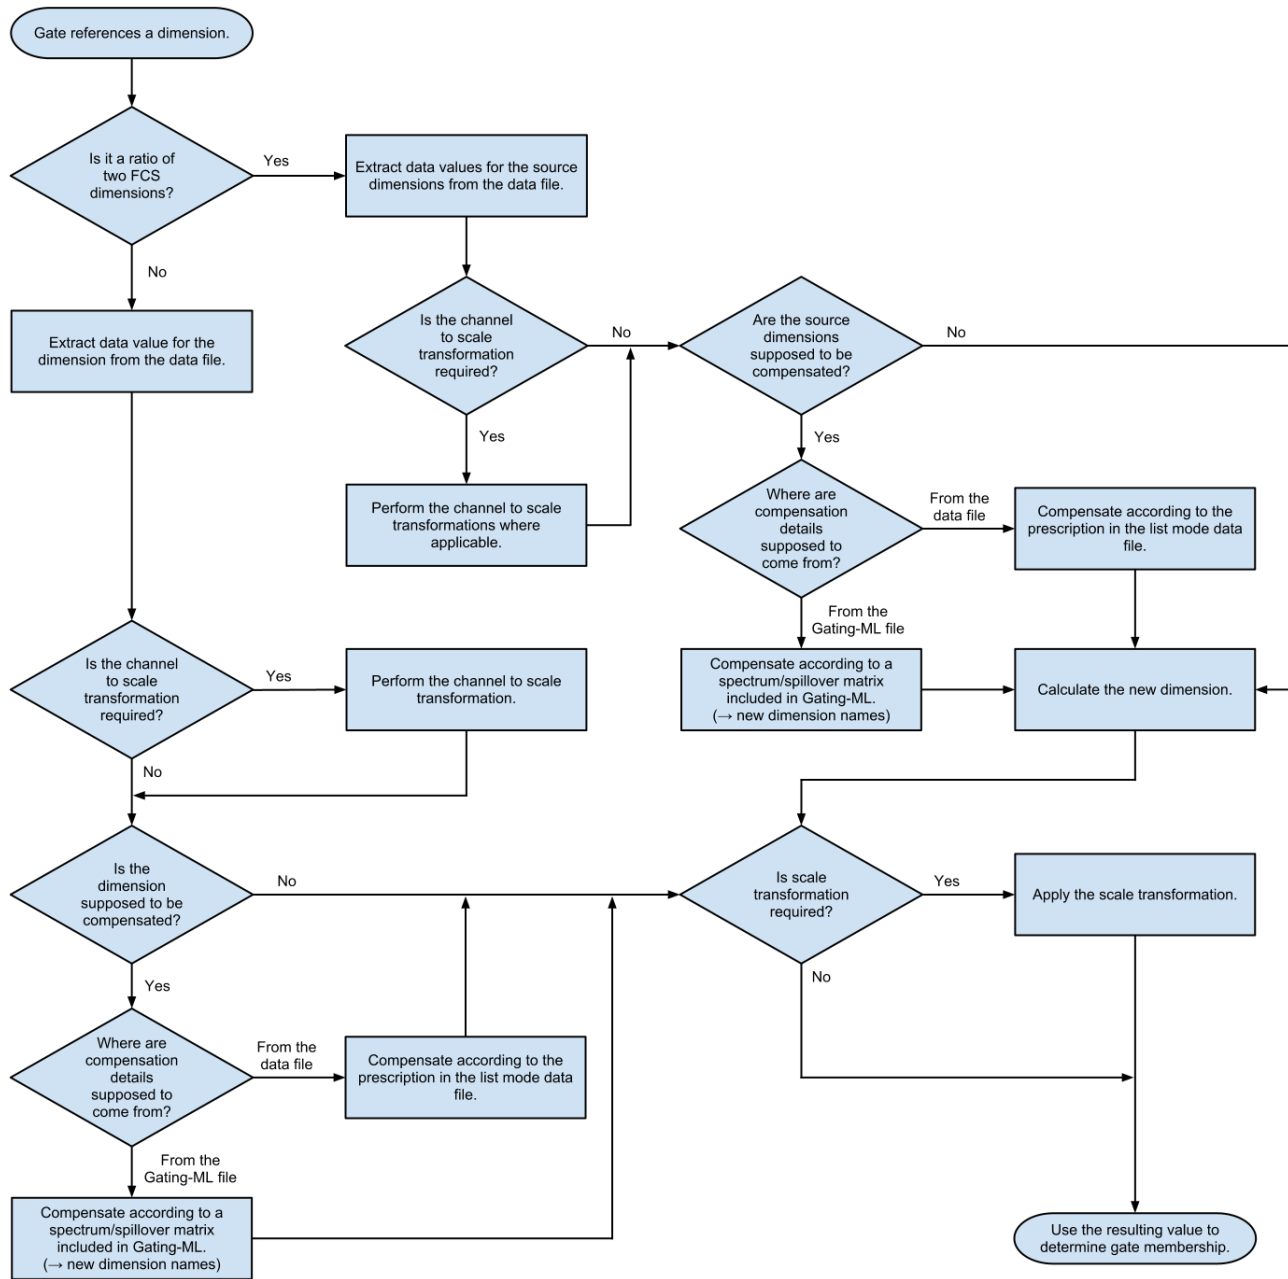 Gate references a dimension.
Is it a ratio of
two FCS
dimensions?
Yes
Extract data values for the source
dimensions from the data file.
No
Extract data value for the
dimension from the data file.
Is the channel
to scale
transformation
required?
No
Are the source
dimensions
supposed to be
compensated?
No
Yes
Yes
Perform the channel to scale
transformations where
applicable.
Where are
compensation
details
supposed to
come from?
From the
data file
Compensate according to the
prescription in the list mode data
file.
From the
Gating-ML file
Is the channel
to scale
transformation
required?
Yes
Perform the channel to scale
transformation.
Compensate according to a
spectrum/spillover matrix
included in Gating-ML.
(→ new dimension names)
Calculate the new dimension.
No
Is the
dimension
supposed to be
compensated?
No
Is scale
transformation
required?
Yes
Apply the scale transformation.
Yes
No
Where are
compensation
details
supposed to
come from?
From the
data file
Compensate according to the
prescription in the list mode data
file.
From the
Gating-ML file
Compensate according to a
spectrum/spillover matrix
included in Gating-ML.
(→ new dimension names)
Use the resulting value to
determine gate membership.